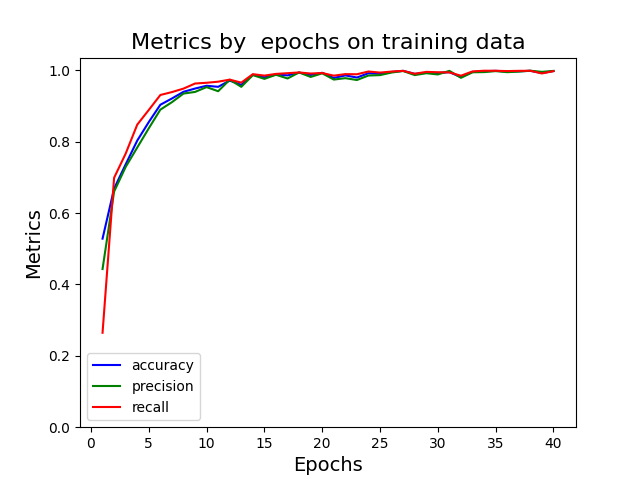 Metrics by  epochs on training data
1.0
0.8
0.6
0.4
0.2
0.0
Metrics
accuracy
precision
recall
0 5 10 15 20 25 30 35 40
Epochs